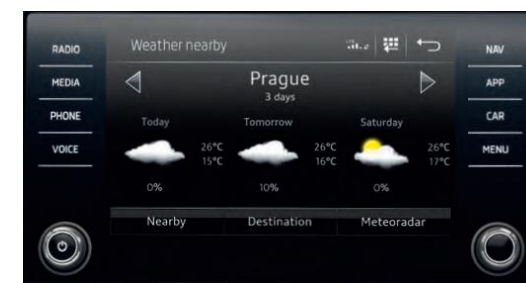 RADIO
MEDIA
PHONE
VOICE
Weather nearby
Prague
3 days
Today
Tomorrow
Saturday
26°C
15°C
26°C
16°C
26°C
17°C
0%
10%
0%
Nearby
Destination
Meteoradar
NAV
APP
CAR
MENU